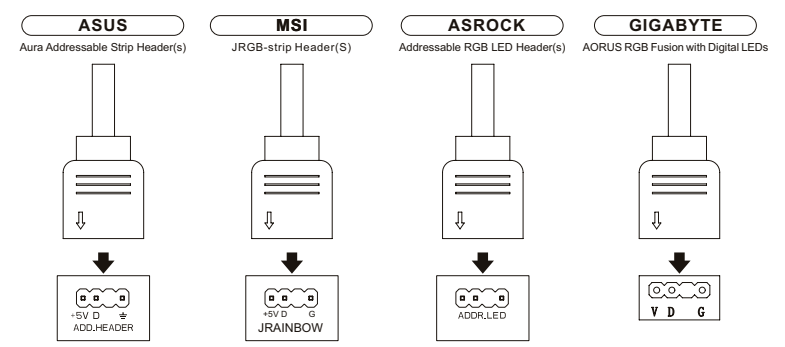 ASUS
Aura Addressable Strip Header(s)
+5V D
ADD.HEADER
MSI
JRGB-strip Header(S)
+5V D G
JRAINBOW
ASROCK
Addressable RGB LED Header(s)
ADDR.LED
GIGABYTE
AORUS RGB Fusion with Digital LEDs
V D G